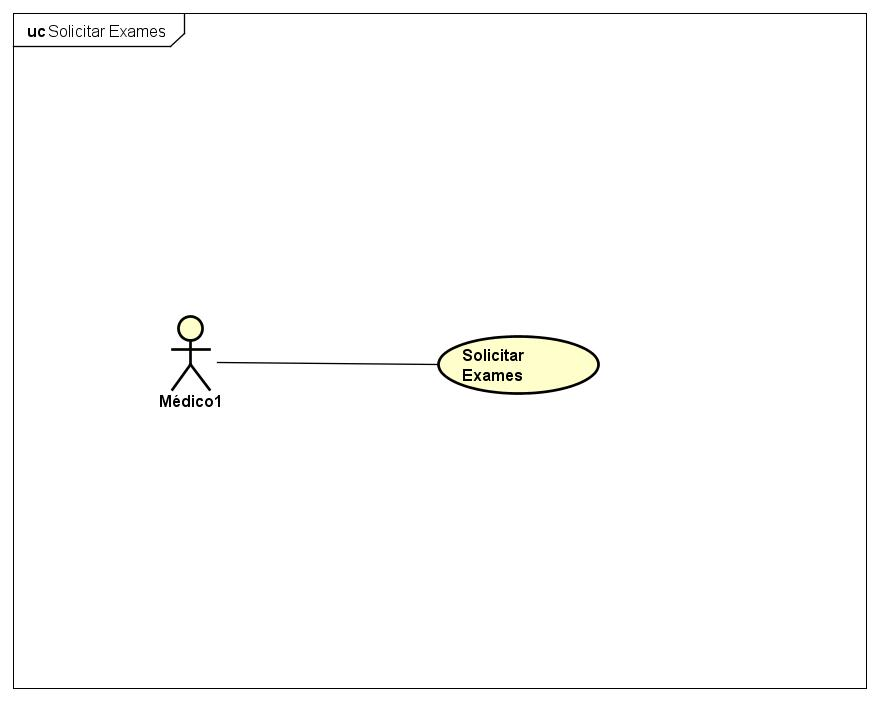 uc Solicitar Exames
Solicitar
Exames
Médico1